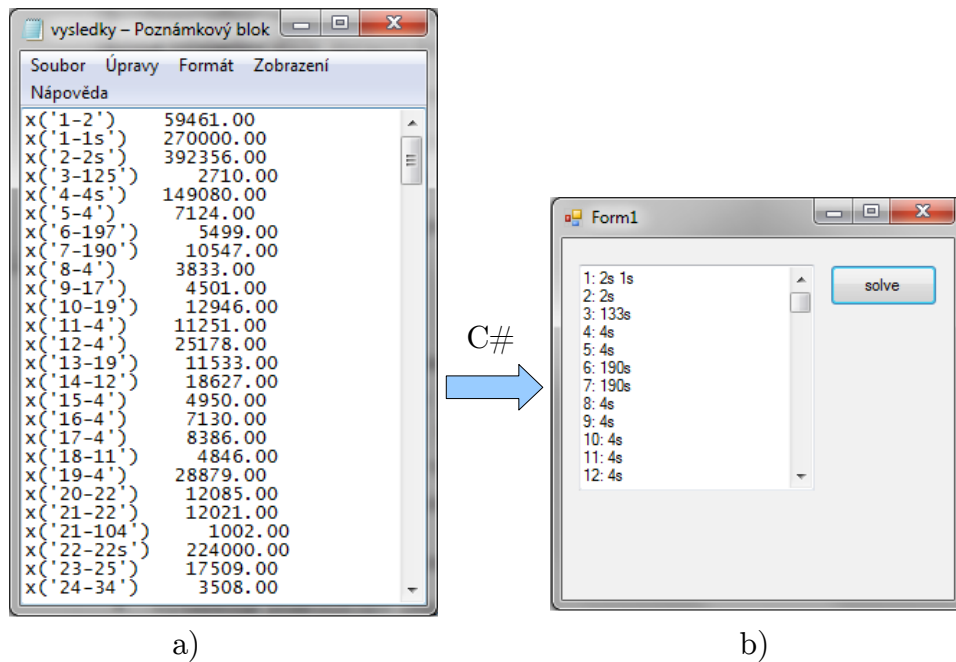 vysledky – Poznámkový blok
Soubor Úpravy Formát Zobrazení
Nápověda
x('1-2') 59461.00
x('1-1s') 270000.00
x('2-2s') 392356.00
x('3-125') 2710.00
x('4-4s') 149080.00
x('5-4') 7124.00
x('6-197') 5499.00
x('7-190') 10547.00
x('8-4') 3833.00
x('9-17') 4501.00
x('10-19') 12946.00
x('11-4') 11251.00
x('12-4') 25178.00
x('13-19') 11533.00
x('14-12') 18627.00
x('15-4') 4950.00
x('16-4') 7130.00
x('17-4') 8386.00
x('18-11') 4846.00
x('19-4') 28879.00
x('20-22') 12085.00
x('21-22') 12021.00
x('21-104') 1002.00
x('22-22s') 224000.00
x('23-25') 17509.00
x('24-34') 3508.00
a)
C#
Form1
1: 2s 1s
2: 2s
3: 133s
4: 4s
5: 4s
6: 190s
7: 190s
8: 4s
9: 4s
10: 4s
11: 4s
12: 4s
solve
b)